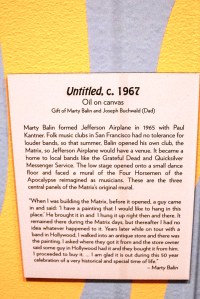 Untitled, c. 1967
Oil on canvas
Gift of Marty Balin and Joseph Buchwald (Dad)
Marty Balin formed Jefferson Airplane in 1965 with Paul
Kantner. Folk music clubs in San Francisco had no tolerance for
louder bands, so that summer, Balin opened his own club, the
Matrix, so Jefferson Airplane would have a venue. It became a
home to local bands like the Grateful Dead and Quicksilver
Messenger Service. The low stage opened onto a small dance
floor and faced a mural of the Four Horsemen of the
Apocalypse reimagined as musicians. These are the three
central panels of the Matrix's original mural.
"When I was building the Matrix, before it opened, a guy came
in and said: 'I have a painting that I would like to hang in this
place.' He brought it in and I hung it up right then and there. It
remained there during the Matrix days, but thereafter I had no
idea whatever happened to it. Years later while on tour with a
band in Hollywood, I walked into an antique store and there was
the painting. I asked where they got it from and the store owner
said some guy in Hollywood had it and they bought it from him.
I proceeded to buy it. ... I am glad it is out during this 50 year
celebration of a very historical and special time of life."
– Marty Balin